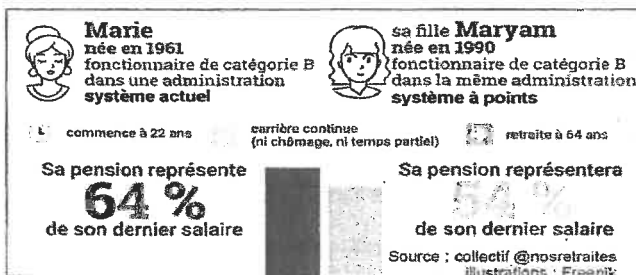 Marie
née en 1961
fonctionnaire de catégorie B
dans une administration
système actuel
sa fille Maryam
née en 1990
fonctionnaire de catégorie B
dans la même administration
système à points
commence à 22 ans
carrière continue
(ni chômage, ni temps partiel)
retraite à 64 ans
Sa pension représente
64 %
de son dernier salaire
Sa pension représentera
54 %
de son dernier salaire
Source : collectif @nosretraites
illustrations : Freepik